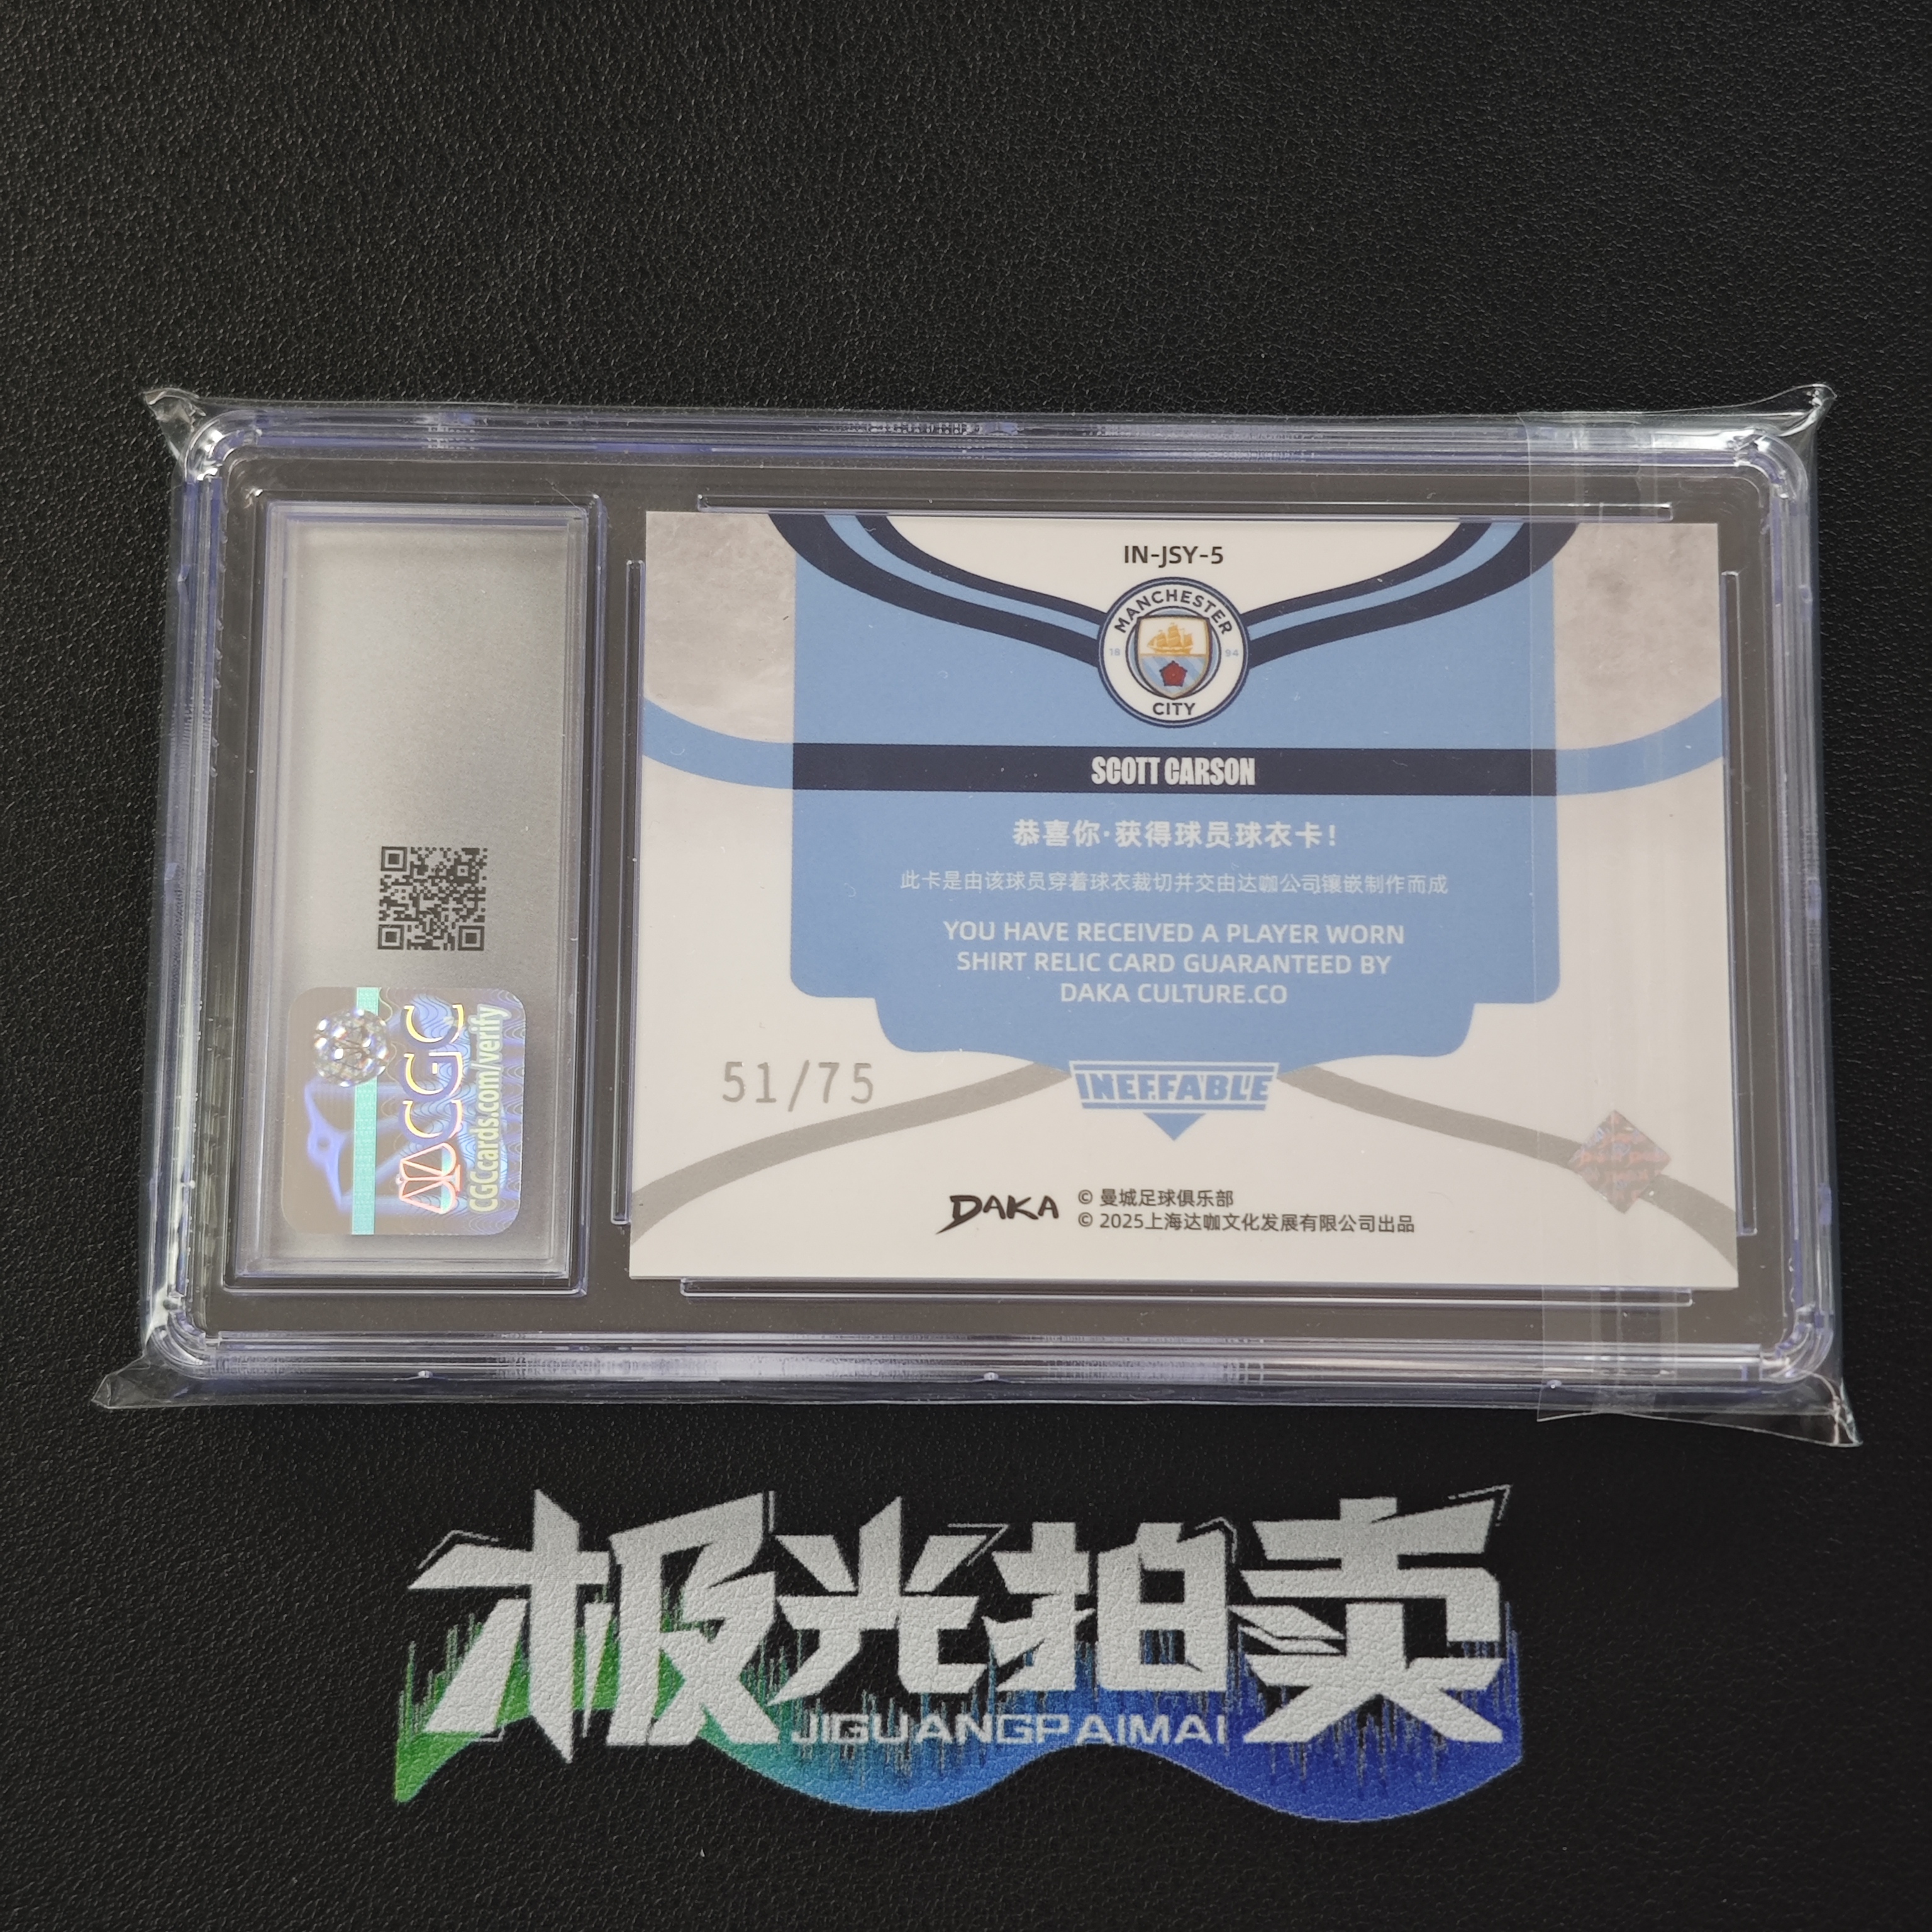 IN-JSY-5
MANCHESTER
18 94
CITY
SCOTT CARSON
恭喜你·获得球员球衣卡!
此卡是由该球员穿着球衣裁切并交由达咖公司镶嵌制作而成
YOU HAVE RECEIVED A PLAYER WORN
SHIRT RELIC CARD GUARANTEED BY
DAKA CULTURE.CO
51/75
INEFFABLE
DAKA
© 曼城足球俱乐部
© 2025上海达咖文化发展有限公司出品
CGC
CGCcards.com/verify
极光拍卖
JIGUANGPAIMAI